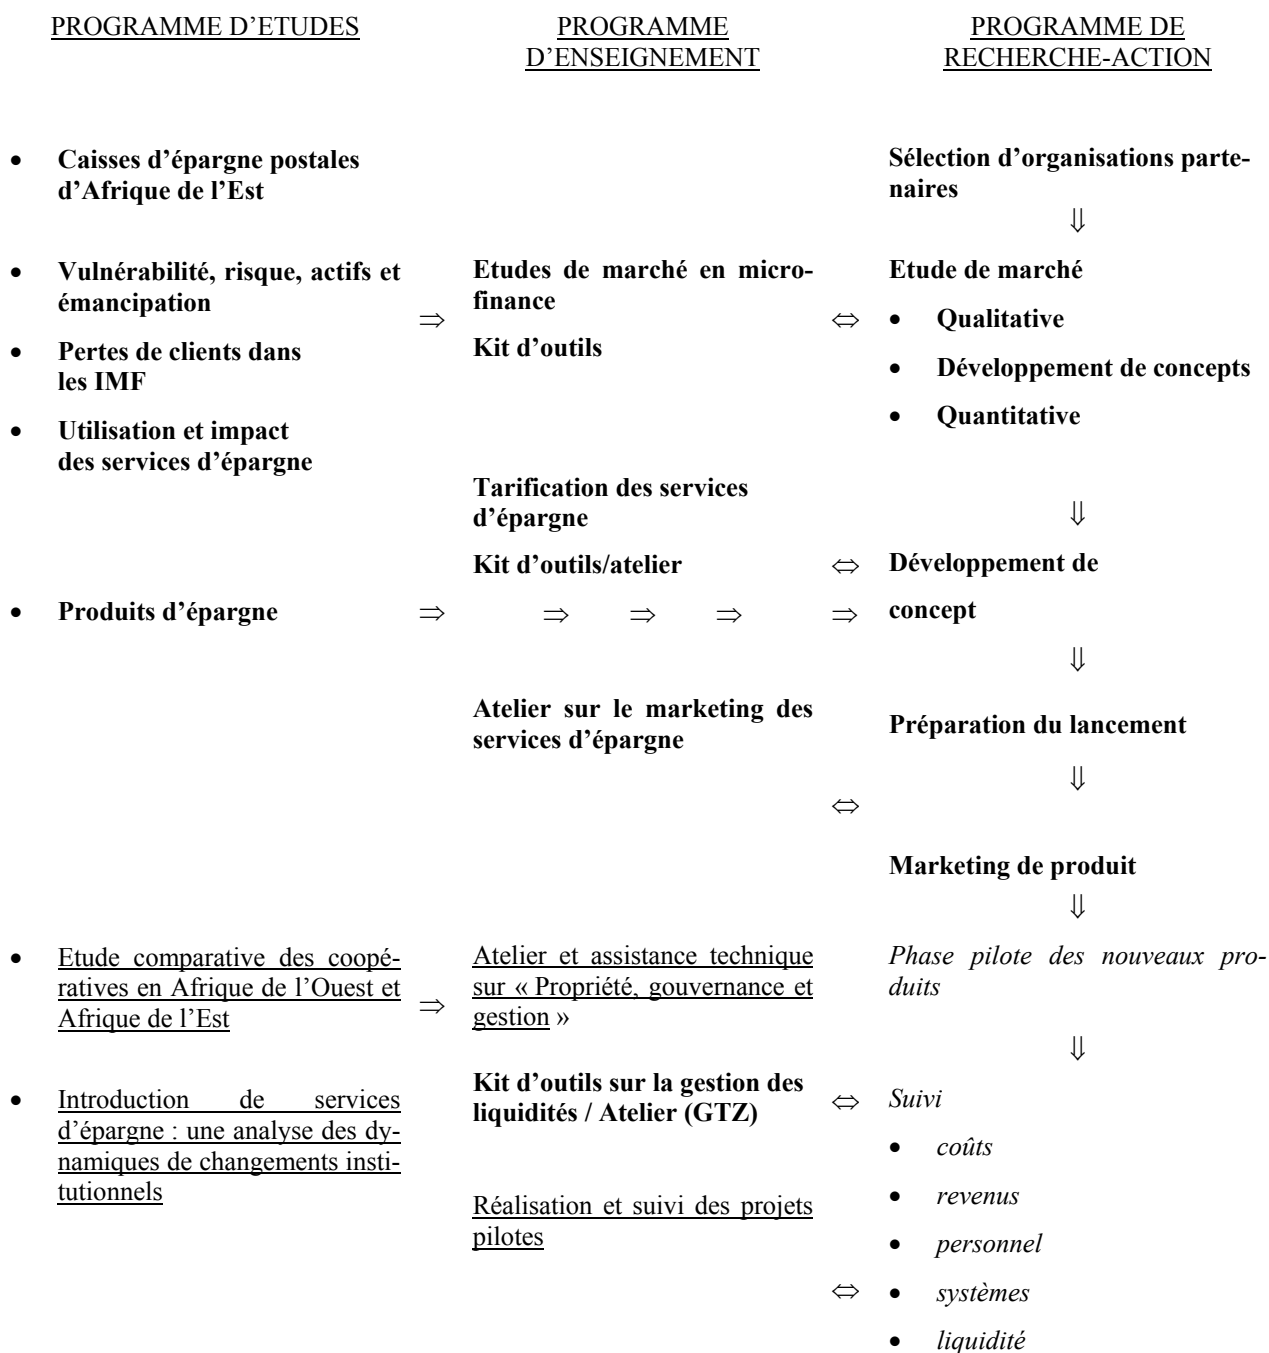 PROGRAMME D’ETUDES
PROGRAMME
D’ENSEIGNEMENT
PROGRAMME DE
RECHERCHE-ACTION
• Caisses d’épargne postales
d’Afrique de l’Est
Sélection d’organisations parte-
naires
⇓
• Vulnérabilité, risque, actifs et
émancipation
• Pertes de clients dans
les IMF
• Utilisation et impact
des services d’épargne
⇒
Etudes de marché en micro-
finance
Kit d’outils
⇔
Etude de marché
• Qualitative
• Développement de concepts
• Quantitative
⇓
Tarification des services
d’épargne
Kit d’outils/atelier
⇔
Développement de
• Produits d’épargne
⇒ ⇒ ⇒ ⇒ ⇒
concept
⇓
Atelier sur le marketing des
services d’épargne
Préparation du lancement
⇓
⇔
Marketing de produit
⇓
• Etude comparative des coopé-
ratives en Afrique de l’Ouest et
Afrique de l’Est
⇒
Atelier et assistance technique
sur « Propriété, gouvernance et
gestion »
Phase pilote des nouveaux pro-
duits
⇓
• Introduction de services
d’épargne : une analyse des dy-
namiques de changements insti-
tutionnels
Kit d’outils sur la gestion des
liquidités / Atelier (GTZ)
⇔
Suivi
• coûts
• revenus
• personnel
Réalisation et suivi des projets
pilotes
⇔
• systèmes
• liquidité